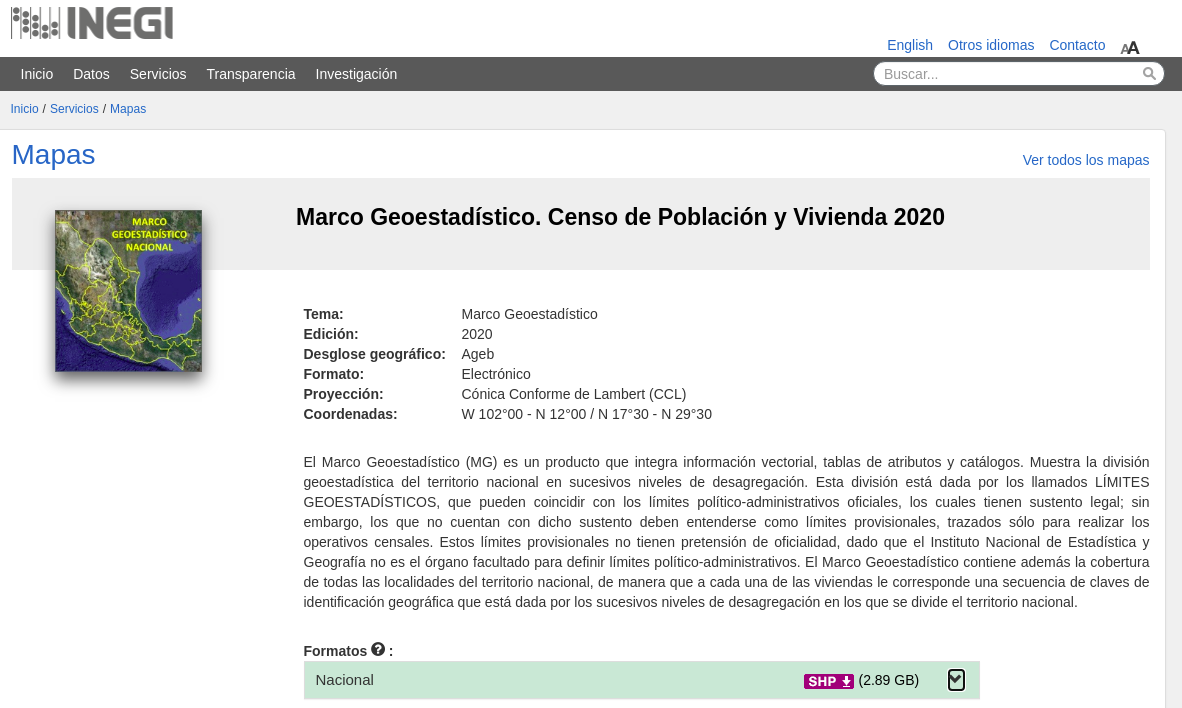 INEGI
English Otros idiomas Contacto AA
Inicio Datos Servicios Transparencia Investigación Buscar...
Inicio / Servicios / Mapas
Mapas
Ver todos los mapas
MARCO
GEOESTADÍSTICO
NACIONAL
Marco Geoestadístico. Censo de Población y Vivienda 2020
Tema: Marco Geoestadístico
Edición: 2020
Desglose geográfico: Ageb
Formato: Electrónico
Proyección: Cónica Conforme de Lambert (CCL)
Coordenadas: W 102°00 - N 12°00 / N 17°30 - N 29°30
El Marco Geoestadístico (MG) es un producto que integra información vectorial, tablas de atributos y catálogos. Muestra la división
geoestadística del territorio nacional en sucesivos niveles de desagregación. Esta división está dada por los llamados LÍMITES
GEOESTADÍSTICOS, que pueden coincidir con los límites político-administrativos oficiales, los cuales tienen sustento legal; sin
embargo, los que no cuentan con dicho sustento deben entenderse como límites provisionales, trazados sólo para realizar los
operativos censales. Estos límites provisionales no tienen pretensión de oficialidad, dado que el Instituto Nacional de Estadística y
Geografía no es el órgano facultado para definir límites político-administrativos. El Marco Geoestadístico contiene además la cobertura
de todas las localidades del territorio nacional, de manera que a cada una de las viviendas le corresponde una secuencia de claves de
identificación geográfica que está dada por los sucesivos niveles de desagregación en los que se divide el territorio nacional.
Formatos ? :
Nacional SHP (2.89 GB)